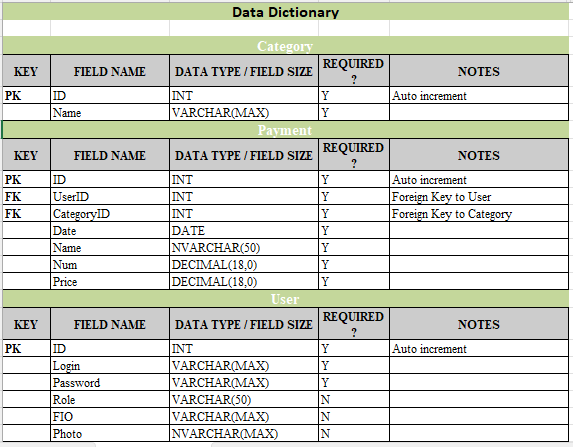 Data Dictionary
Category
KEY FIELD NAME DATA TYPE / FIELD SIZE REQUIRED ? NOTES
PK ID INT Y Auto increment
Name VARCHAR(MAX) Y
Payment
KEY FIELD NAME DATA TYPE / FIELD SIZE REQUIRED ? NOTES
PK ID INT Y Auto increment
FK UserID INT Y Foreign Key to User
FK CategoryID INT Y Foreign Key to Category
Date DATE Y
Name NVARCHAR(50) Y
Num DECIMAL(18,0) Y
Price DECIMAL(18,0) Y
User
KEY FIELD NAME DATA TYPE / FIELD SIZE REQUIRED ? NOTES
PK ID INT Y Auto increment
Login VARCHAR(MAX) Y
Password VARCHAR(MAX) Y
Role VARCHAR(50) N
FIO VARCHAR(MAX) N
Photo NVARCHAR(MAX) N